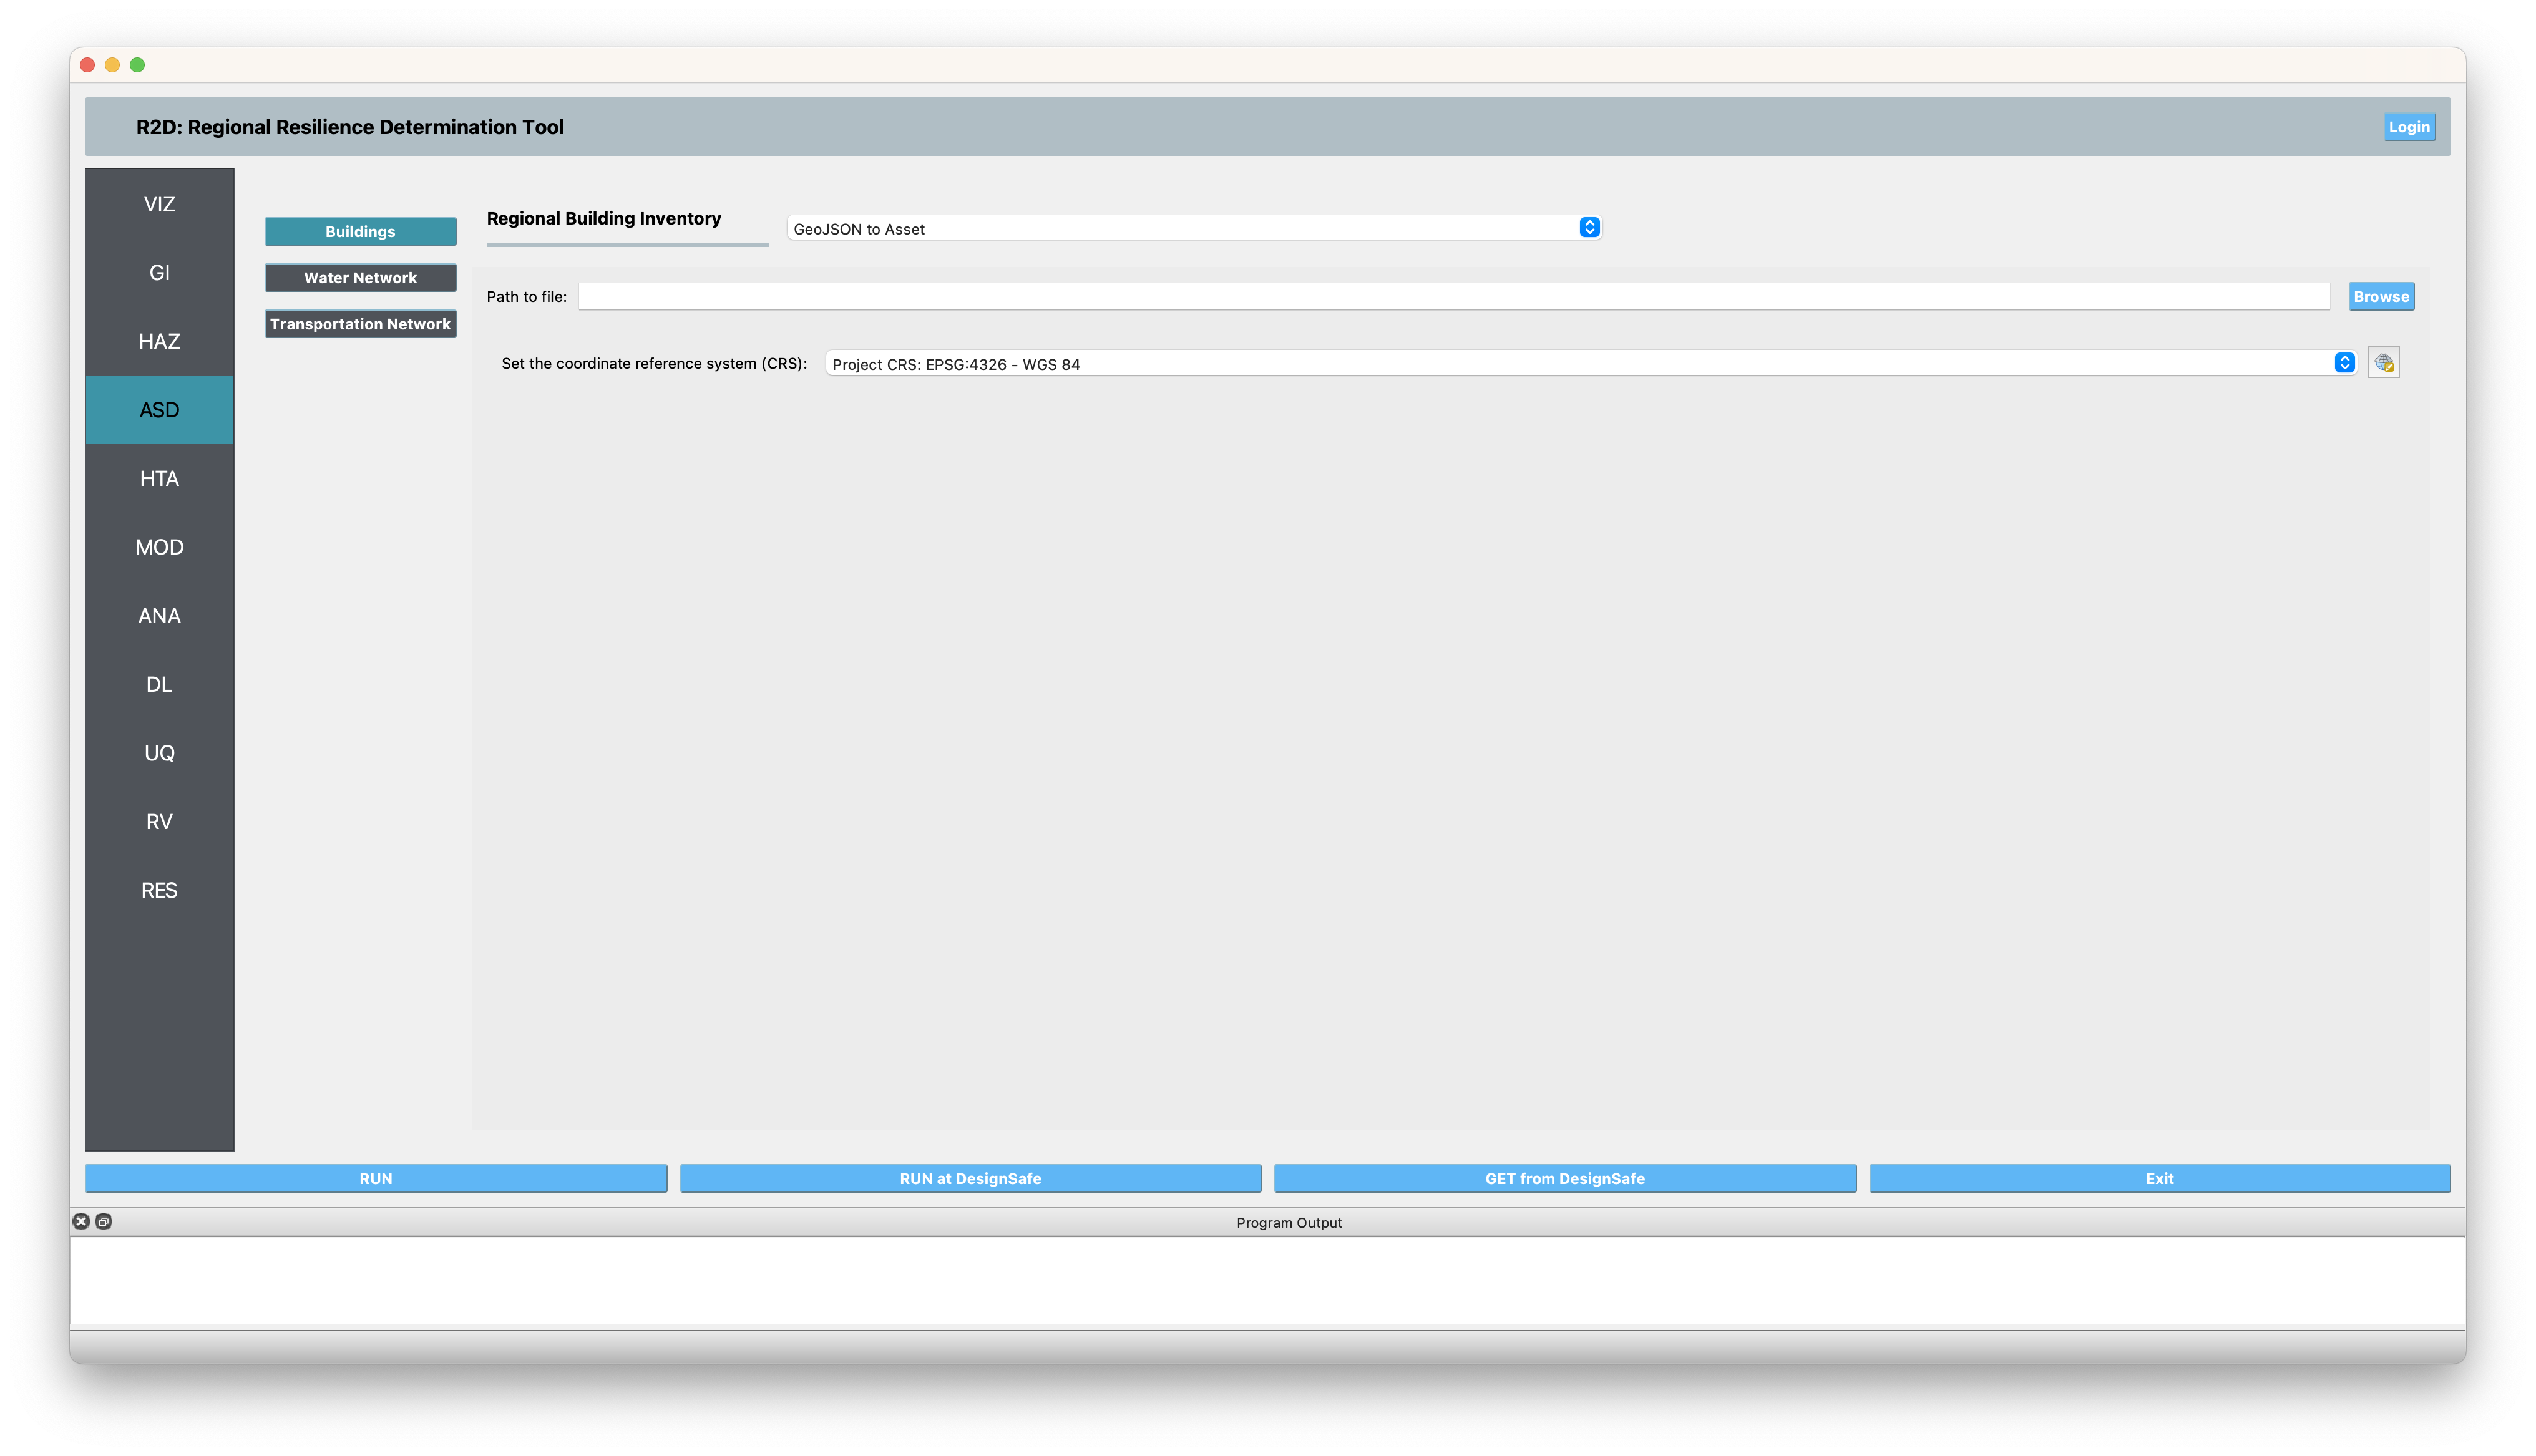 R2D: Regional Resilience Determination Tool
Login
VIZ
GI
HAZ
ASD
HTA
MOD
ANA
DL
UQ
RV
RES
Buildings
Water Network
Transportation Network
Regional Building Inventory
GeoJSON to Asset
Path to file:
Browse
Set the coordinate reference system (CRS):
Project CRS: EPSG:4326 - WGS 84
RUN
RUN at DesignSafe
GET from DesignSafe
Exit
Program Output